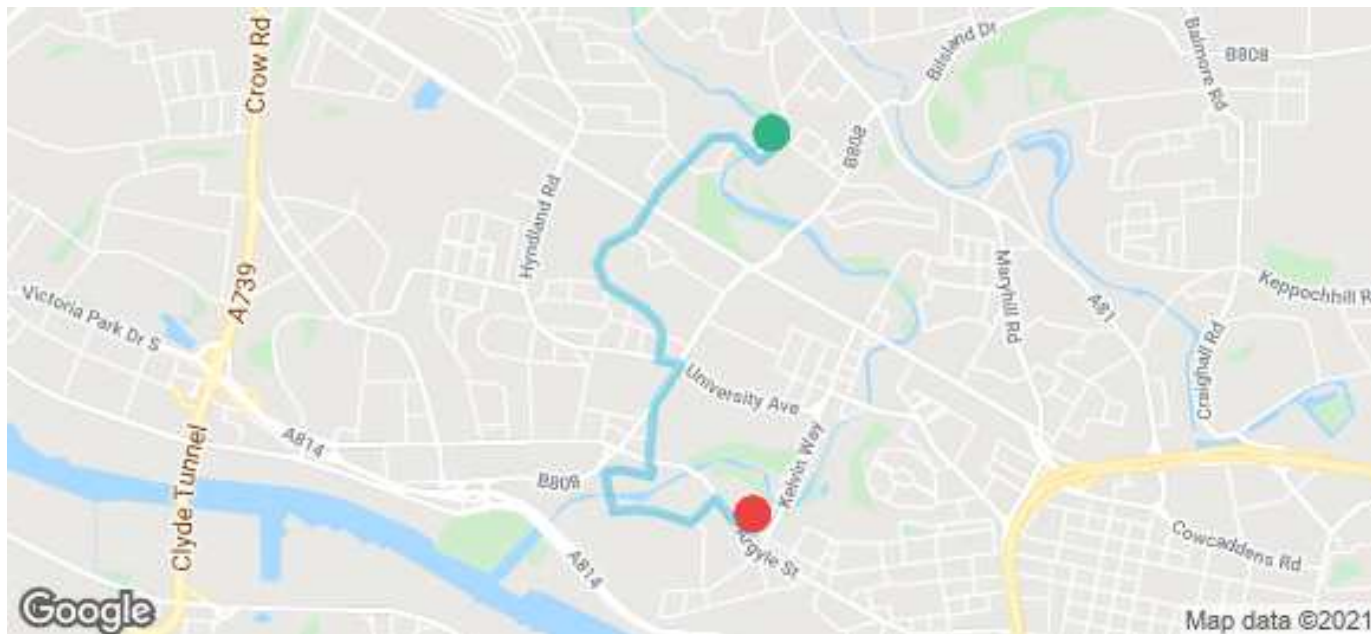 Crow Rd
Bilsland Dr
Balmore Rd
B808
B808
Hyndland Rd
A739
Victoria Park Dr S
Maryhill Rd
A81
Keppochhill R
Craighall Rd
University Ave
Kelvin Way
A814
Clyde Tunnel
B808
Argyle St
A814
Cowcaddens Rd
Google
Map data ©2021